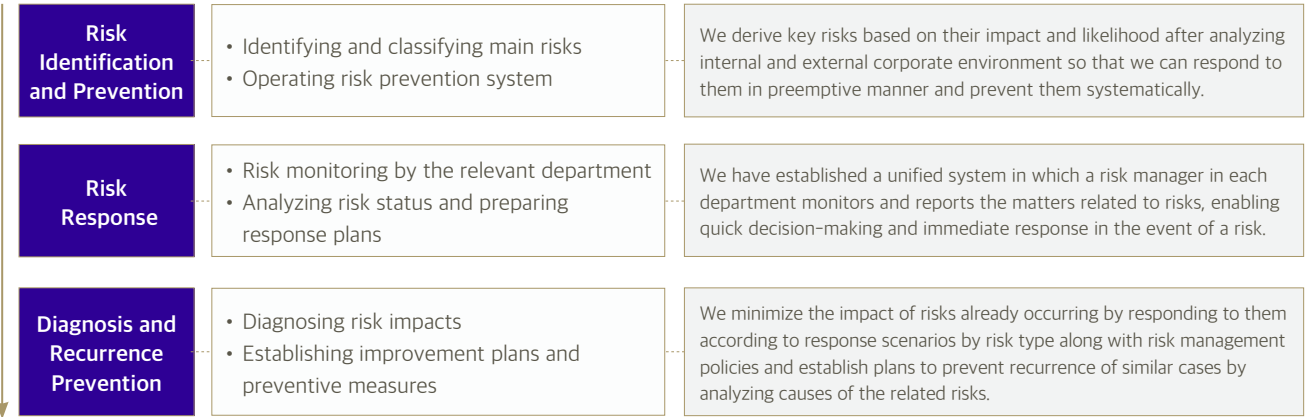 Risk
Identification
and Prevention
• Identifying and classifying main risks
• Operating risk prevention system
We derive key risks based on their impact and likelihood after analyzing
internal and external corporate environment so that we can respond to
them in preemptive manner and prevent them systematically.
Risk
Response
• Risk monitoring by the relevant department
• Analyzing risk status and preparing
response plans
We have established a unified system in which a risk manager in each
department monitors and reports the matters related to risks, enabling
quick decision-making and immediate response in the event of a risk.
Diagnosis and
Recurrence
Prevention
• Diagnosing risk impacts
• Establishing improvement plans and
preventive measures
We minimize the impact of risks already occurring by responding to them
according to response scenarios by risk type along with risk management
policies and establish plans to prevent recurrence of similar cases by
analyzing causes of the related risks.